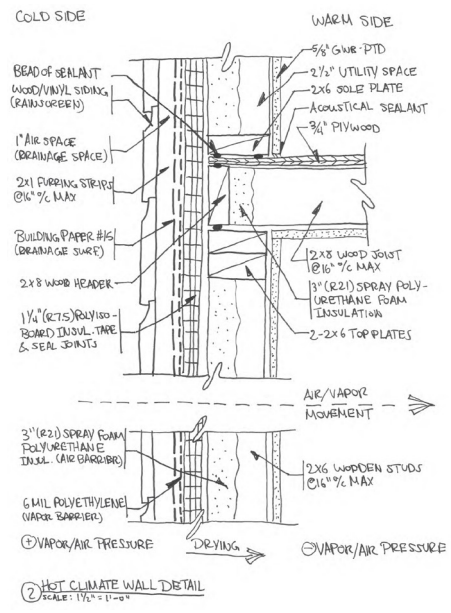 COLD SIDE
WARM SIDE
BEAD OF SEALANT
WOOD/VINYL SIDING
(RAINSCREEN)
1" AIR SPACE
(DRAINAGE SPACE)
2X1 FURRING STRIPS
@16" o/c MAX
BUILDING PAPER #15
(DRAINAGE SURF)
2X8 WOOD HEADER
1 1/4" (R7.5) POLYISO-
BOARD INSUL. TAPE
& SEAL JOINTS
5/8" GWB-PTD
2 1/2" UTILITY SPACE
2X6 SOLE PLATE
ACOUSTICAL SEALANT
3/4" PLYWOOD
2X8 WOOD JOIST
@16" o/c MAX
3" (R21) SPRAY POLY-
URETHANE FOAM
INSULATION
2-2X6 TOP PLATES
AIR/VAPOR
MOVEMENT
3" (R21) SPRAY FOAM
POLYURETHANE
INSUL. (AIR BARRIER)
6 MIL POLYETHYLENE
(VAPOR BARRIER)
2X6 WOODEN STUDS
@16" o/c MAX
+ VAPOR/AIR PRESSURE
DRYING
- VAPOR/AIR PRESSURE
2 HOT CLIMATE WALL DETAIL
SCALE: 1 1/2" = 1'-0"